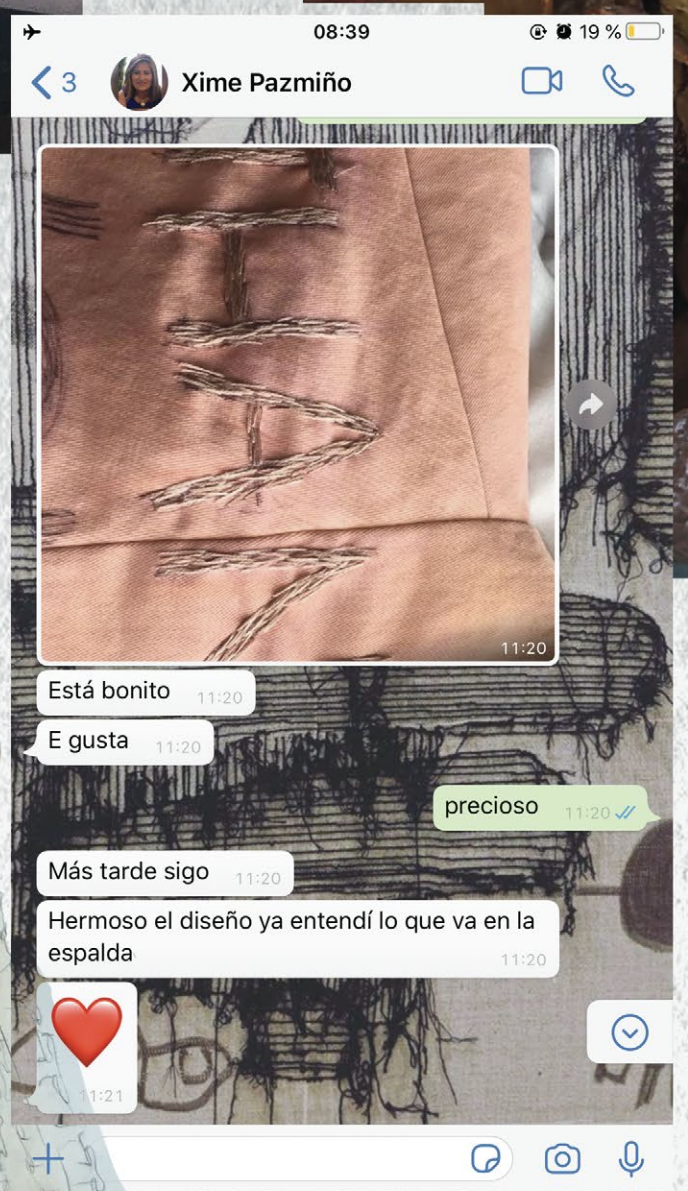 08:39
19 %
3
Xime Pazmiño
11:20
Está bonito 11:20
E gusta 11:20
precioso 11:20
Más tarde sigo 11:20
Hermoso el diseño ya entendí lo que va en la
espalda 11:20
11:21